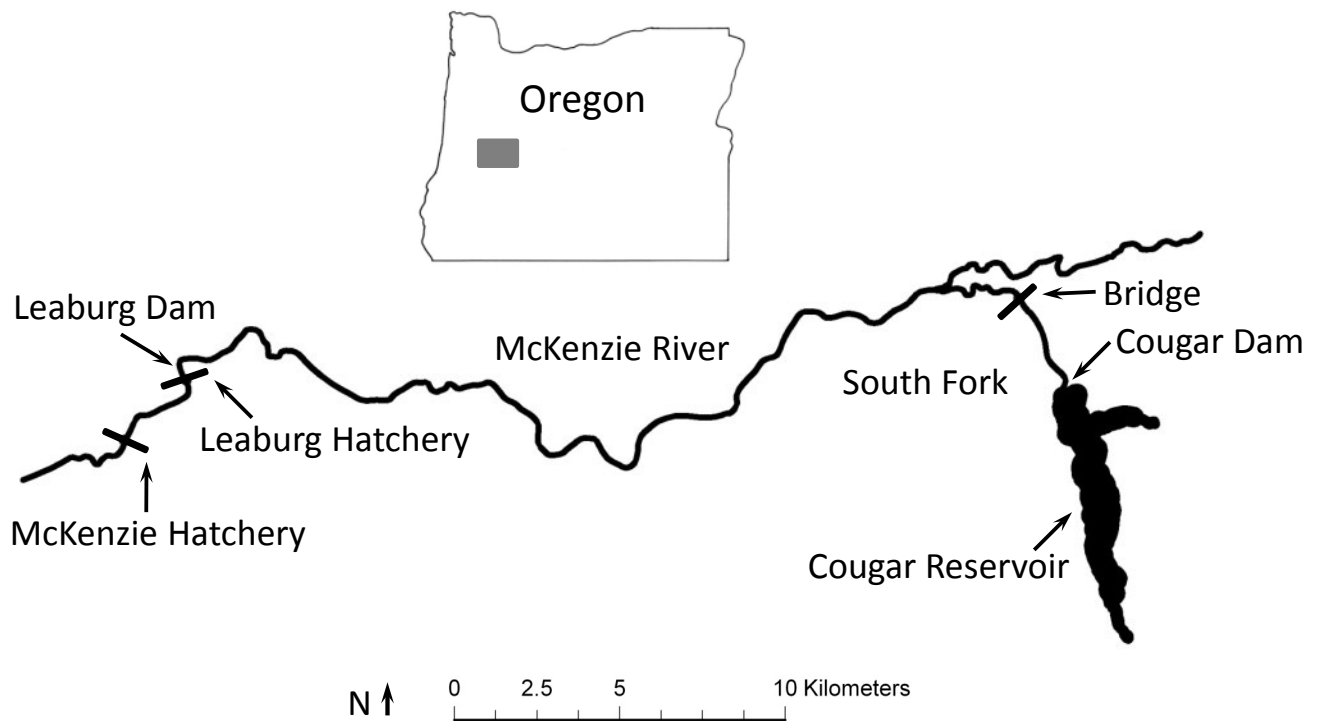 Oregon
Leaburg Dam
McKenzie River
Bridge
Cougar Dam
South Fork
Leaburg Hatchery
McKenzie Hatchery
Cougar Reservoir
N 0 2.5 5 10 Kilometers